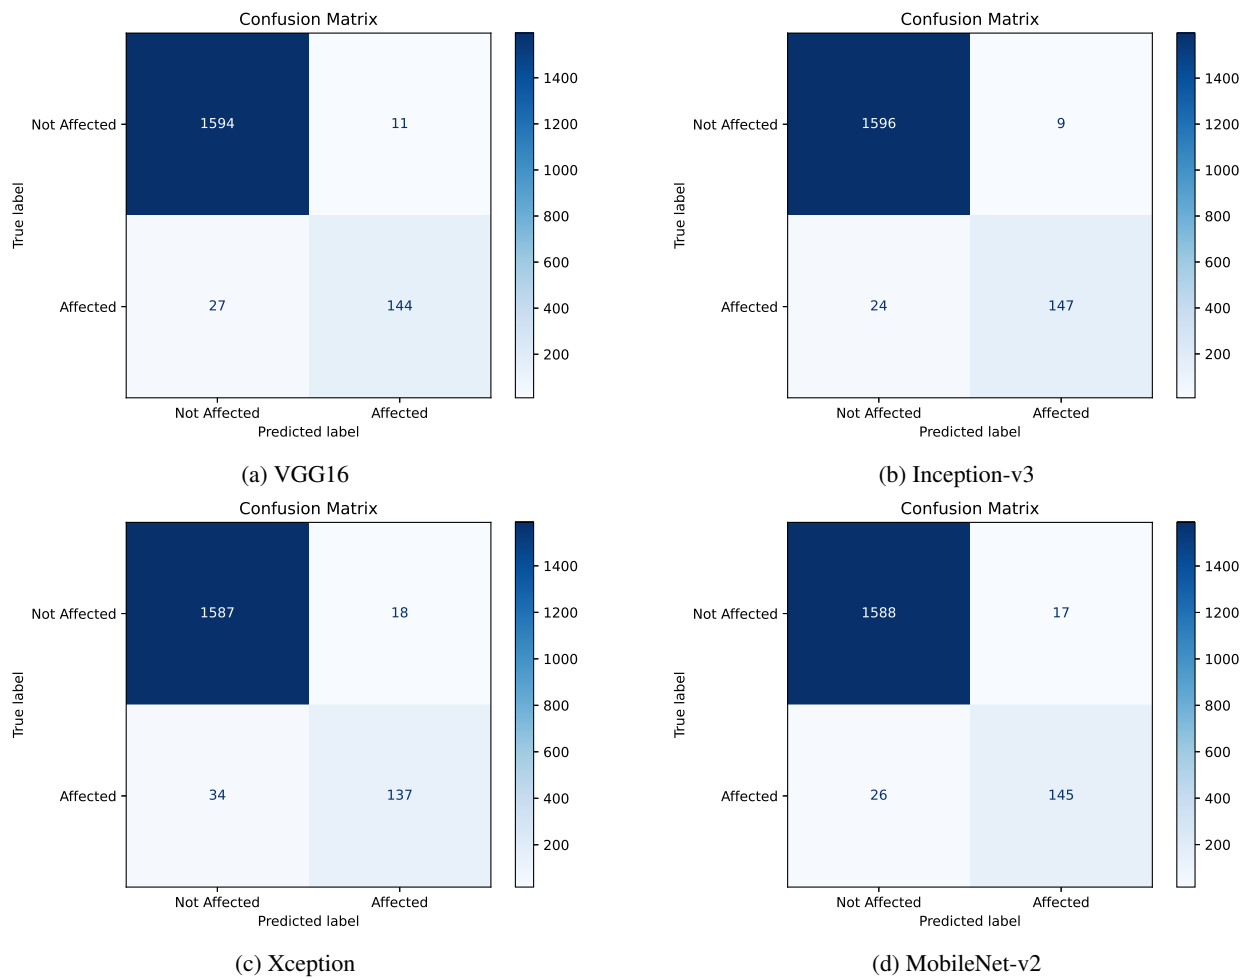 Confusion Matrix
Not Affected
Affected
True label
1594
11
27
144
Not Affected
Affected
Predicted label
1400
1200
1000
800
600
400
200
(a) VGG16
Confusion Matrix
Not Affected
Affected
True label
1596
9
24
147
Not Affected
Affected
Predicted label
1400
1200
1000
800
600
400
200
(b) Inception-v3
Confusion Matrix
Not Affected
Affected
True label
1587
18
34
137
Not Affected
Affected
Predicted label
1400
1200
1000
800
600
400
200
(c) Xception
Confusion Matrix
Not Affected
Affected
True label
1588
17
26
145
Not Affected
Affected
Predicted label
1400
1200
1000
800
600
400
200
(d) MobileNet-v2